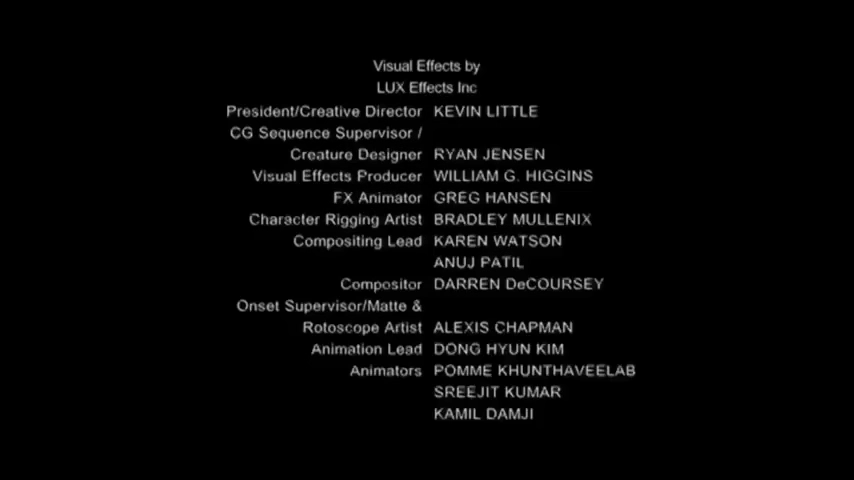 Visual Effects by
LUX Effects Inc
President/Creative Director KEVIN LITTLE
CG Sequence Supervisor /
Creature Designer RYAN JENSEN
Visual Effects Producer WILLIAM G. HIGGINS
FX Animator GREG HANSEN
Character Rigging Artist BRADLEY MULLENIX
Compositing Lead KAREN WATSON
ANUJ PATIL
Compositor DARREN DeCOURSEY
Onset Supervisor/Matte &
Rotoscope Artist ALEXIS CHAPMAN
Animation Lead DONG HYUN KIM
Animators POMME KHUNTHAVEELAB
SREEJIT KUMAR
KAMIL DAMJI